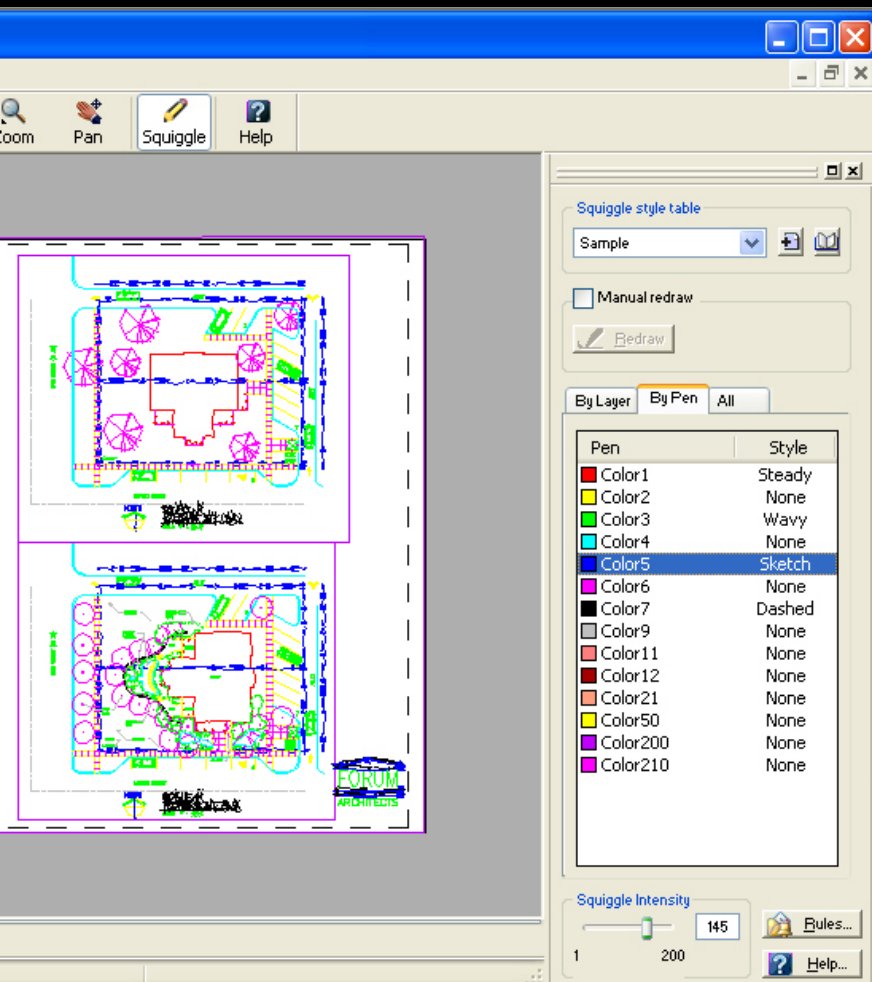 Zoom Pan Squiggle Help
Squiggle style table
Sample
Manual redraw
Redraw
By Layer By Pen All
Pen Style
Color1 Steady
Color2 None
Color3 Wavy
Color4 None
Color5 Sketch
Color6 None
Color7 Dashed
Color9 None
Color11 None
Color12 None
Color21 None
Color50 None
Color200 None
Color210 None
FORUM
ARCHITECTS
Squiggle Intensity
145
1 200
Rules...
Help...